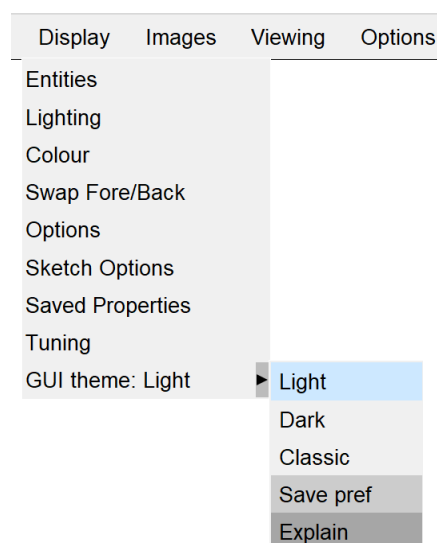 Display Images Viewing Options
Entities
Lighting
Colour
Swap Fore/Back
Options
Sketch Options
Saved Properties
Tuning
GUI theme: Light
Light
Dark
Classic
Save pref
Explain